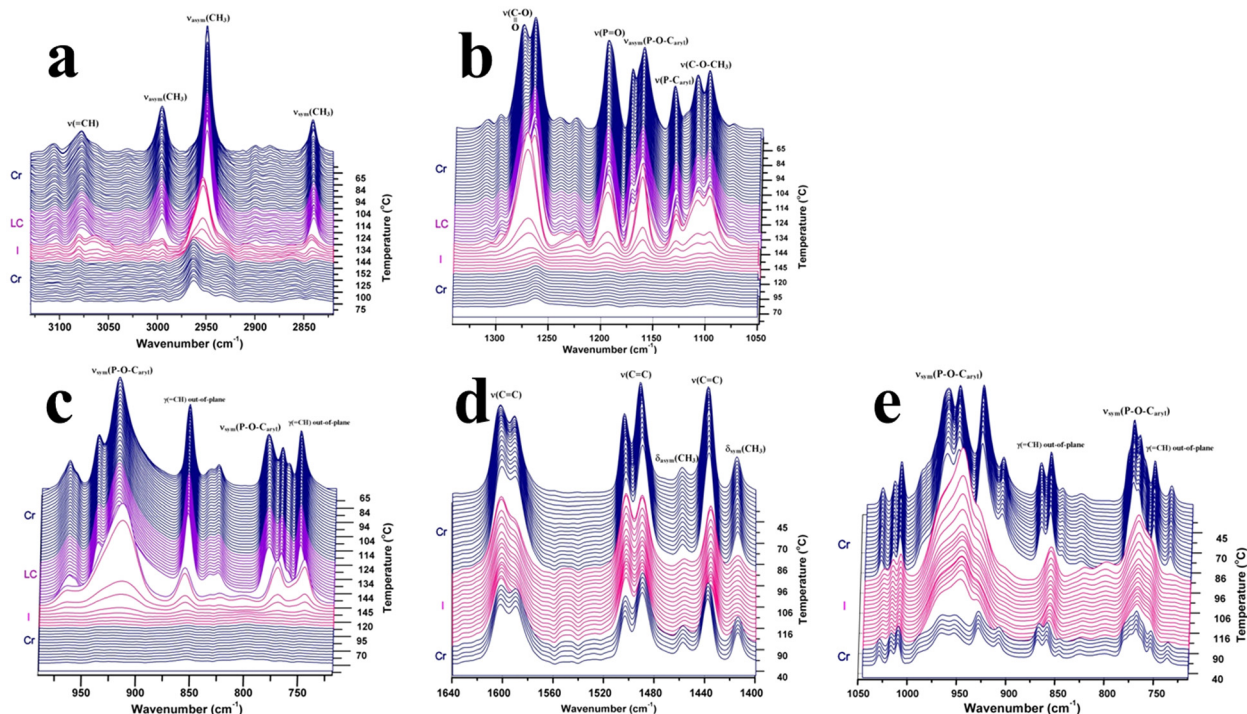 a
ν(=CH)
νasym(CH3)
νasym(CH3)
νsym(CH3)
Cr
LC
I
Cr
65
84
94
104
114
124
134
144
152
125
100
75
Temperature (°C)
3100 3050 3000 2950 2900 2850
Wavenumber (cm-1)
b
ν(C-O)
O
ν(P=O)
νasym(P-O-Caryl)
ν(P-Caryl)
ν(C-O-CH3)
Cr
LC
I
Cr
65
84
94
104
114
124
134
144
145
120
95
70
Temperature (°C)
1300 1250 1200 1150 1100 1050
Wavenumber (cm-1)
c
νsym(P-O-Caryl)
γ(=CH) out-of-plane
νsym(P-O-Caryl)
γ(=CH) out-of-plane
Cr
LC
I
Cr
65
84
94
104
114
124
134
144
145
120
95
70
Temperature (°C)
950 900 850 800 750
Wavenumber (cm-1)
d
ν(C=C)
ν(C=C)
ν(C=C)
δasym(CH3)
δsym(CH3)
Cr
I
Cr
45
70
86
96
106
116
90
40
Temperature (°C)
1640 1600 1560 1520 1480 1440 1400
Wavenumber (cm-1)
e
νsym(P-O-Caryl)
γ(=CH) out-of-plane
νsym(P-O-Caryl)
γ(=CH) out-of-plane
Cr
I
Cr
45
70
86
96
106
116
90
40
Temperature (°C)
1050 1000 950 900 850 800 750
Wavenumber (cm-1)